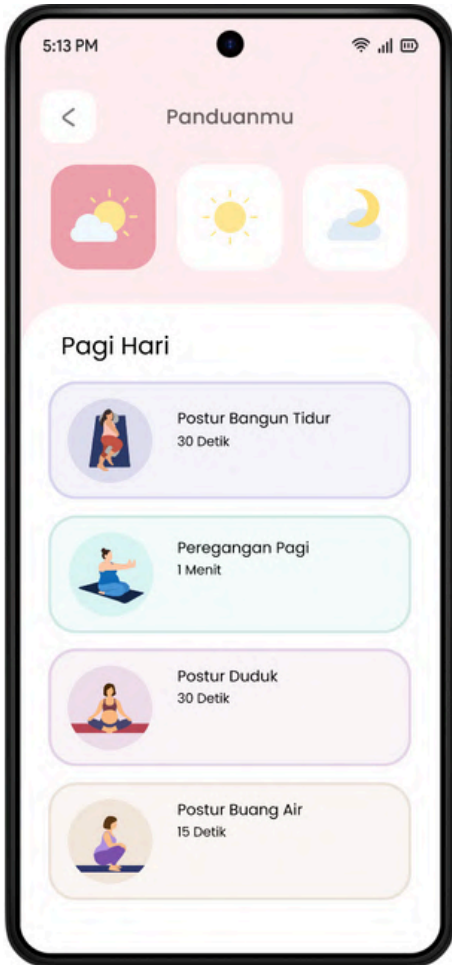 5:13 PM
Panduanmu
Pagi Hari
Postur Bangun Tidur
30 Detik
Peregangan Pagi
1 Menit
Postur Duduk
30 Detik
Postur Buang Air
15 Detik